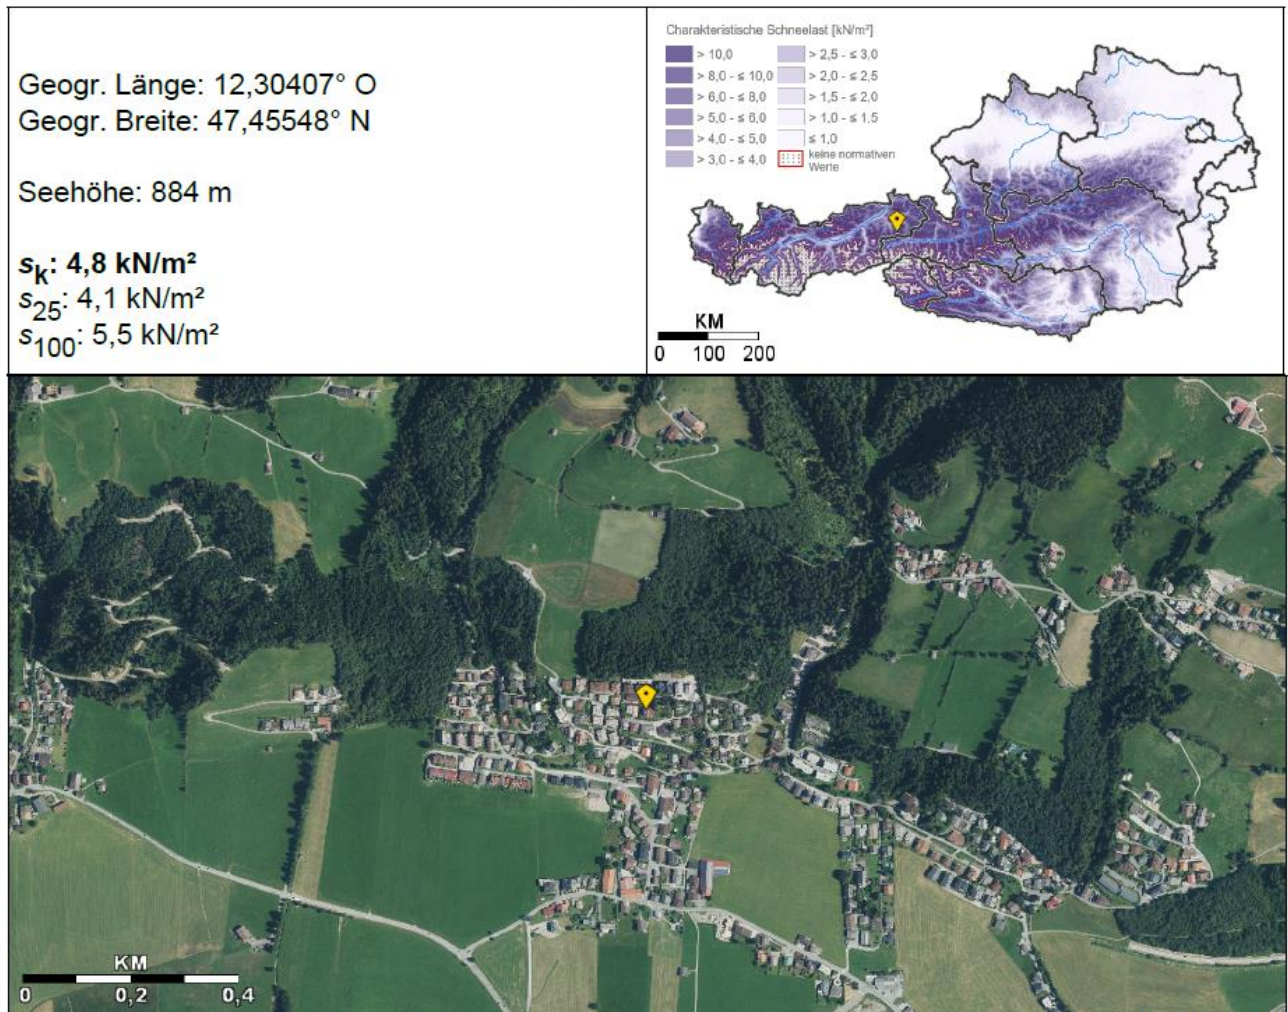 Geogr. Länge: 12,30407° O
Geogr. Breite: 47,45548° N
Seehöhe: 884 m
sk: 4,8 kN/m²
s25: 4,1 kN/m²
s100: 5,5 kN/m²
Charakteristische Schneelast [kN/m²]
> 10,0
> 8,0 - ≤ 10,0
> 6,0 - ≤ 8,0
> 5,0 - ≤ 6,0
> 4,0 - ≤ 5,0
> 3,0 - ≤ 4,0
> 2,5 - ≤ 3,0
> 2,0 - ≤ 2,5
> 1,5 - ≤ 2,0
> 1,0 - ≤ 1,5
≤ 1,0
keine normativen
Werte
KM
0 100 200
KM
0 0,2 0,4